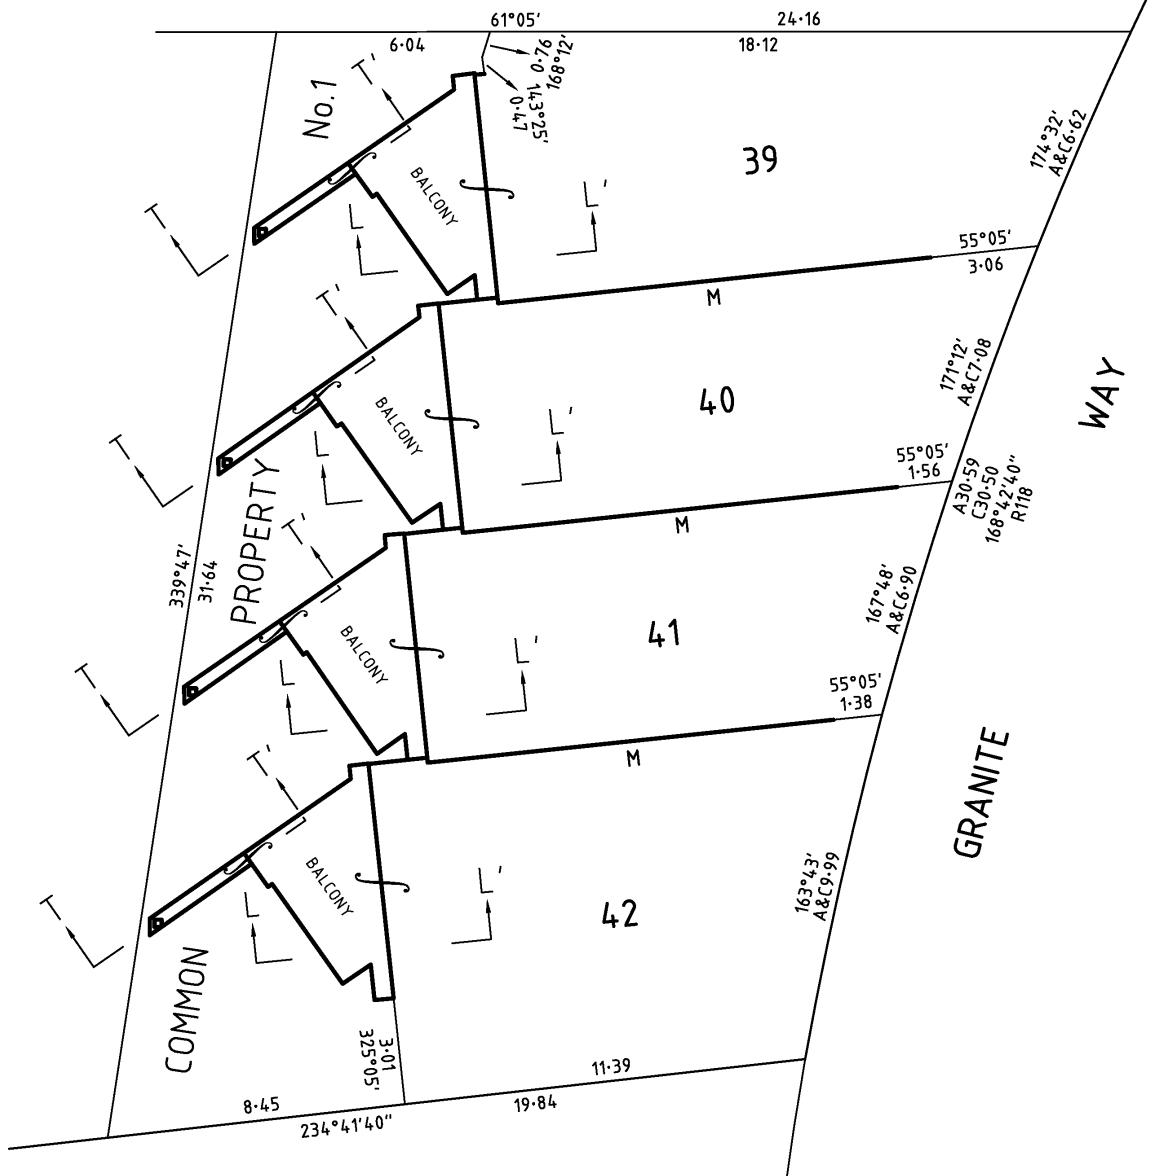 61°05'
24·16
6·04
18·12
0·76
168°12'
143°25'
0·47
No.1
T'
39
174°32'
A&C6·62
BALCONY
L'
T
L
55°05'
3·06
M
T'
171°12'
A&C7·08
WAY
40
BALCONY
L'
T
L
55°05'
1·56
A30·59
C30·50
168°42'40"
R118
M
PROPERTY
T'
339°47'
31·64
167°48'
A&C6·90
41
BALCONY
L'
T
L
55°05'
1·38
M
GRANITE
T'
163°43'
A&C9·99
BALCONY
L'
T
L
42
COMMON
3·01
325°05'
11·39
8·45
19·84
234°41'40"